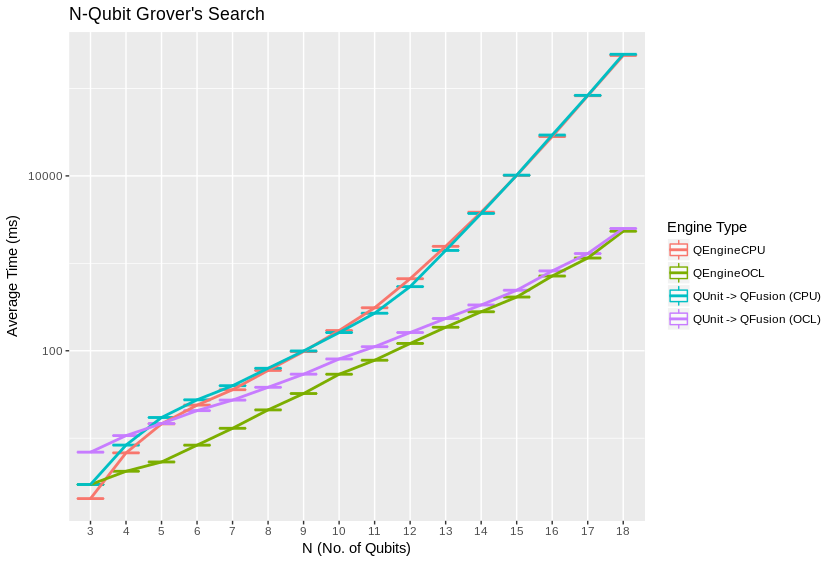 N-Qubit Grover's Search
Average Time (ms)
10000
100
3 4 5 6 7 8 9 10 11 12 13 14 15 16 17 18
N (No. of Qubits)
Engine Type
QEngineCPU
QEngineOCL
QUnit -> QFusion (CPU)
QUnit -> QFusion (OCL)